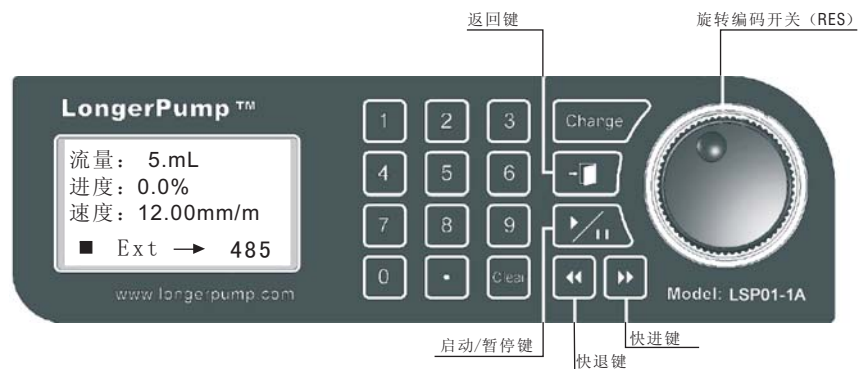 返回键
旋转编码开关（RES）
LongerPump™
1 2 3 Change
流量： 5.mL
进度：0.0%
速度：12.00mm/m
■ Ext → 485
4 5 6
7 8 9
0 • Clear
www.longerpump.com
Model: LSP01-1A
启动/暂停键
快进键
快退键